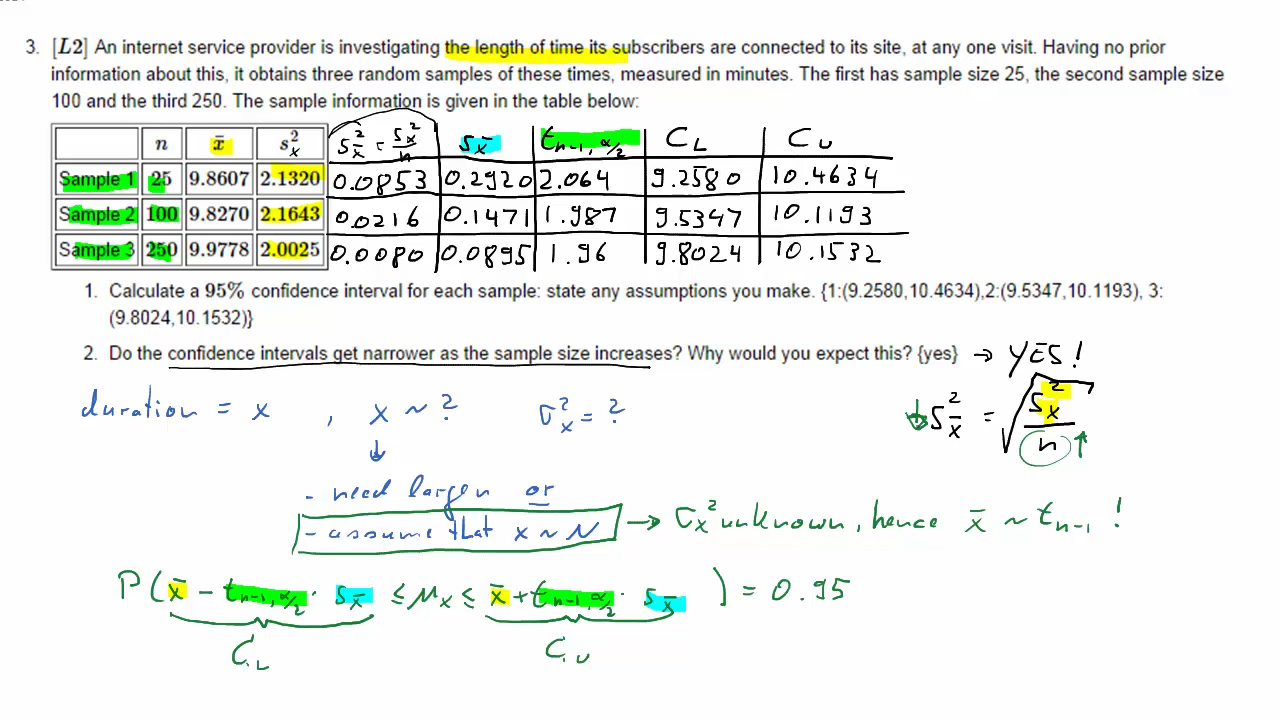 3. [L2] An internet service provider is investigating the length of time its subscribers are connected to its site, at any one visit. Having no prior
information about this, it obtains three random samples of these times, measured in minutes. The first has sample size 25, the second sample size
100 and the third 250. The sample information is given in the table below:
n x̄ s²ₓ s²x̄ = sx²/n sx̄ tn-1, α/2 CL CU
Sample 1 25 9.8607 2.1320 0.0853 0.2920 2.064 9.2580 10.4634
Sample 2 100 9.8270 2.1643 0.0216 0.1471 1.987 9.5347 10.1193
Sample 3 250 9.9778 2.0025 0.0080 0.0895 1.96 9.8024 10.1532
1. Calculate a 95% confidence interval for each sample: state any assumptions you make. {1:(9.2580,10.4634),2:(9.5347,10.1193), 3:
(9.8024,10.1532)}
2. Do the confidence intervals get narrower as the sample size increases? Why would you expect this? {yes} → YES!
duration = x , x ~ ? σ²x = ? ↓ s²x̄ = √(s²x / n) ↑
↓
- need large n or
- assume that x ~ N → σx² unknown, hence x̄ ~ tn-1 !
P( x̄ - tn-1, α/2 · sx̄ ≤ μx ≤ x̄ + tn-1, α/2 · sx̄ ) = 0.95
CL CU